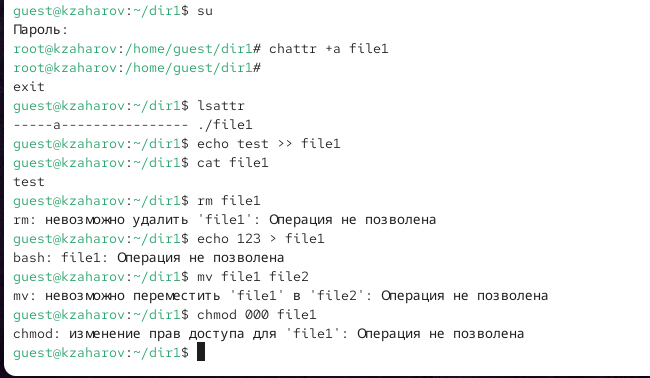 guest@kzaharov:~/dir1$ su
Пароль:
root@kzaharov:/home/guest/dir1# chattr +a file1
root@kzaharov:/home/guest/dir1#
exit
guest@kzaharov:~/dir1$ lsattr
-----a---------------- ./file1
guest@kzaharov:~/dir1$ echo test >> file1
guest@kzaharov:~/dir1$ cat file1
test
guest@kzaharov:~/dir1$ rm file1
rm: невозможно удалить 'file1': Операция не позволена
guest@kzaharov:~/dir1$ echo 123 > file1
bash: file1: Операция не позволена
guest@kzaharov:~/dir1$ mv file1 file2
mv: невозможно переместить 'file1' в 'file2': Операция не позволена
guest@kzaharov:~/dir1$ chmod 000 file1
chmod: изменение прав доступа для 'file1': Операция не позволена
guest@kzaharov:~/dir1$